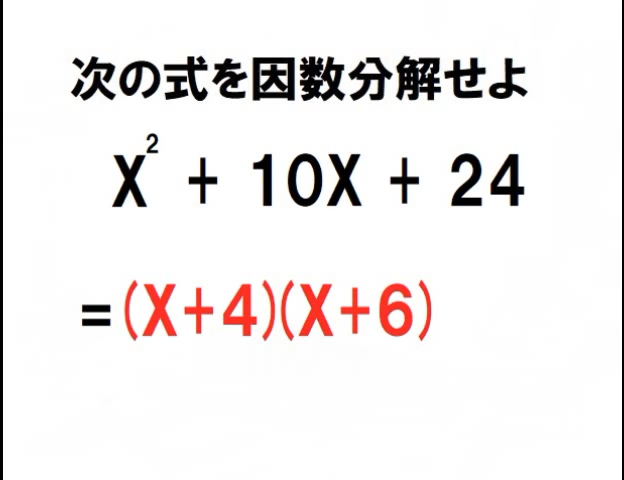 次の式を因数分解せよ
X² + 10X + 24
=(X+4)(X+6)